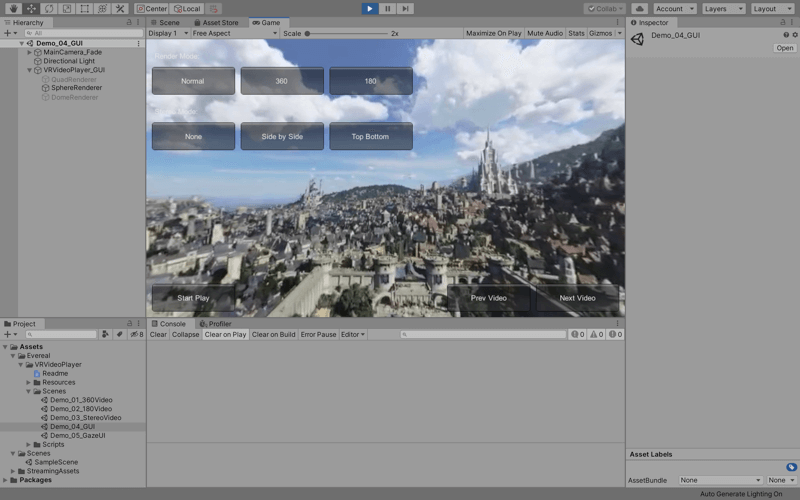 Center
Local
Collab
Account
Layers
Layout
Hierarchy
All
Demo_04_GUI
MainCamera_Fade
Directional Light
VRVideoPlayer_GUI
QuadRenderer
SphereRenderer
DomeRenderer
Scene
Asset Store
Game
Display 1
Free Aspect
Scale
2x
Maximize On Play
Mute Audio
Stats
Gizmos
Render Mode:
Normal
360
180
None
Side by Side
Top Bottom
Start Play
Prev Video
Next Video
Inspector
Demo_04_GUI
Open
Project
8
Assets
Evereal
VRVideoPlayer
Readme
Resources
Scenes
Demo_01_360Video
Demo_02_180Video
Demo_03_StereoVideo
Demo_04_GUI
Demo_05_GazeUI
Scripts
Scenes
SampleScene
StreamingAssets
Packages
Console
Profiler
Clear
Collapse
Clear on Play
Clear on Build
Error Pause
Editor
0
0
0
Asset Labels
AssetBundle
None
None
Auto Generate Lighting On